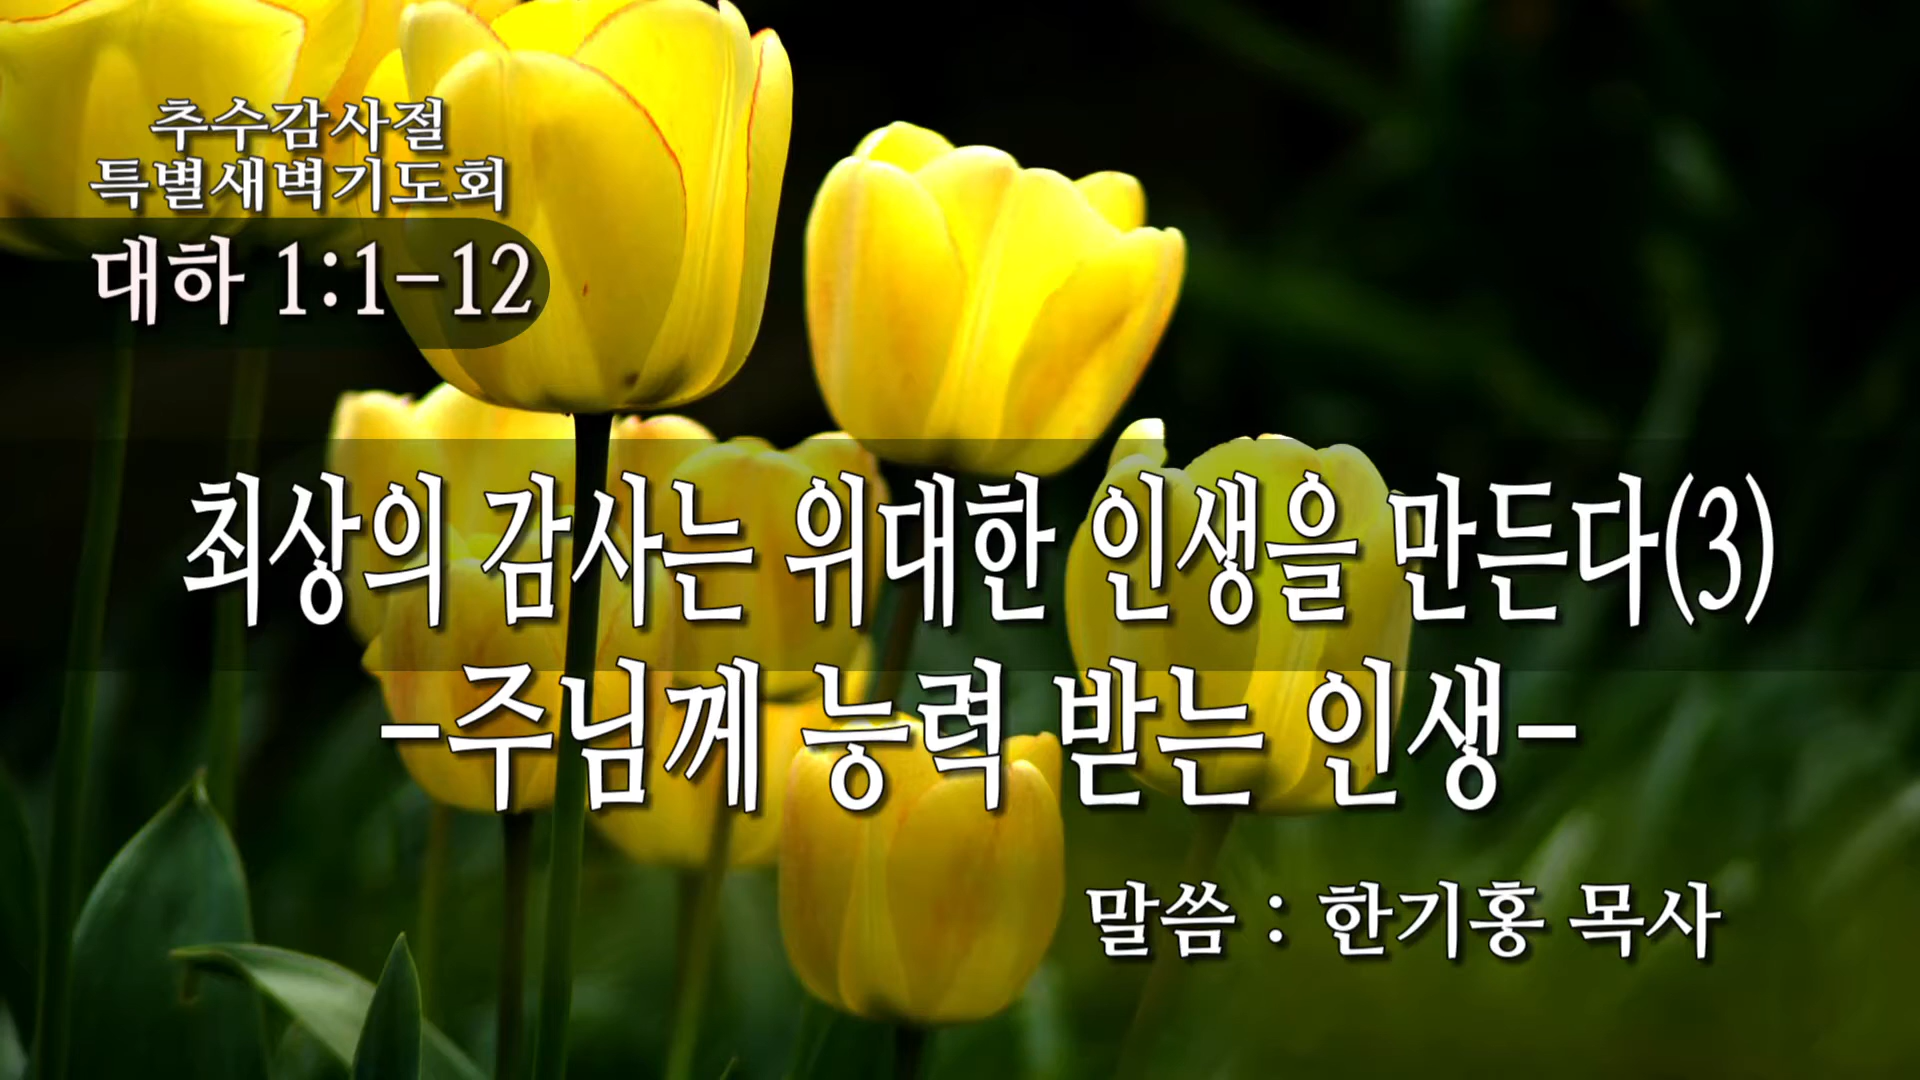 추수감사절
특별새벽기도회
대하 1:1-12
최상의 감사는 위대한 인생을 만든다(3)
-주님께 능력 받는 인생-
말씀 : 한기홍 목사